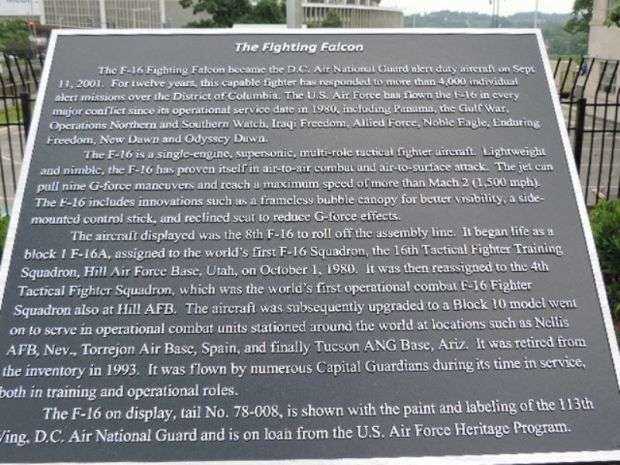 The Fighting Falcon
The F-16 Fighting Falcon became the D.C. Air National Guard alert duty aircraft on Sept
11, 2001. For twelve years, this capable fighter has responded to more than 4,000 individual
alert missions over the District of Columbia. The U.S. Air Force has flown the F-16 in every
major conflict since its operational service date in 1980, including Panama, the Gulf War,
Operations Northern and Southern Watch, Iraqi Freedom, Allied Force, Noble Eagle, Enduring
Freedom, New Dawn and Odyssey Dawn.
The F-16 is a single-engine, supersonic, multi-role tactical fighter aircraft. Lightweight
and nimble, the F-16 has proven itself in air-to-air combat and air-to-surface attack. The jet can
pull nine G-force maneuvers and reach a maximum speed of more than Mach 2 (1,500 mph).
The F-16 includes innovations such as a frameless bubble canopy for better visibility, a side-
mounted control stick, and reclined seat to reduce G-force effects.
The aircraft displayed was the 8th F-16 to roll off the assembly line. It began life as a
block 1 F-16A, assigned to the world's first F-16 Squadron, the 16th Tactical Fighter Training
Squadron, Hill Air Force Base, Utah, on October 1, 1980. It was then reassigned to the 4th
Tactical Fighter Squadron, which was the world's first operational combat F-16 Fighter
Squadron also at Hill AFB. The aircraft was subsequently upgraded to a Block 10 model went
on to serve in operational combat units stationed around the world at locations such as Nellis
AFB, Nev., Torrejon Air Base, Spain, and finally Tucson ANG Base, Ariz. It was retired from
the inventory in 1993. It was flown by numerous Capital Guardians during its time in service,
both in training and operational roles.
The F-16 on display, tail No. 78-008, is shown with the paint and labeling of the 113th
Wing, D.C. Air National Guard and is on loan from the U.S. Air Force Heritage Program.